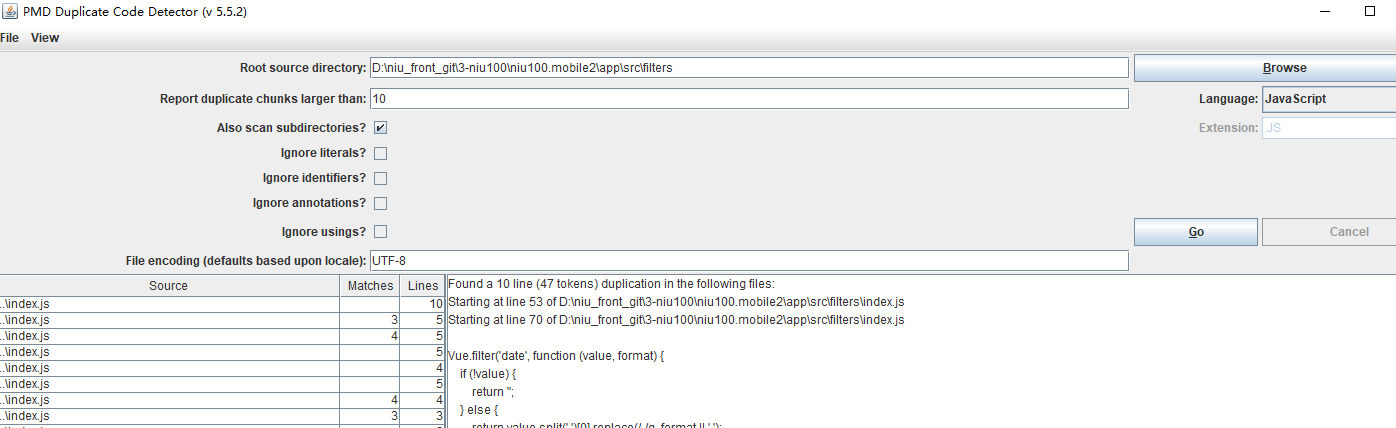 PMD Duplicate Code Detector (v 5.5.2)
File View
Root source directory: D:\niu_front_git\3-niu100\niu100.mobile2\app\src\filters Browse
Report duplicate chunks larger than: 10 Language: JavaScript
Also scan subdirectories? Extension: .JS
Ignore literals?
Ignore identifiers?
Ignore annotations?
Ignore usings? Go Cancel
File encoding (defaults based upon locale): UTF-8
Source Matches Lines
..\index.js 10
..\index.js 3 5
..\index.js 4 5
..\index.js 5
..\index.js 4
..\index.js 5
..\index.js 4 4
..\index.js 3 3
Found a 10 line (47 tokens) duplication in the following files:
Starting at line 53 of D:\niu_front_git\3-niu100\niu100.mobile2\app\src\filters\index.js
Starting at line 70 of D:\niu_front_git\3-niu100\niu100.mobile2\app\src\filters\index.js
Vue.filter('date', function (value, format) {
if (!value) {
return '';
} else {